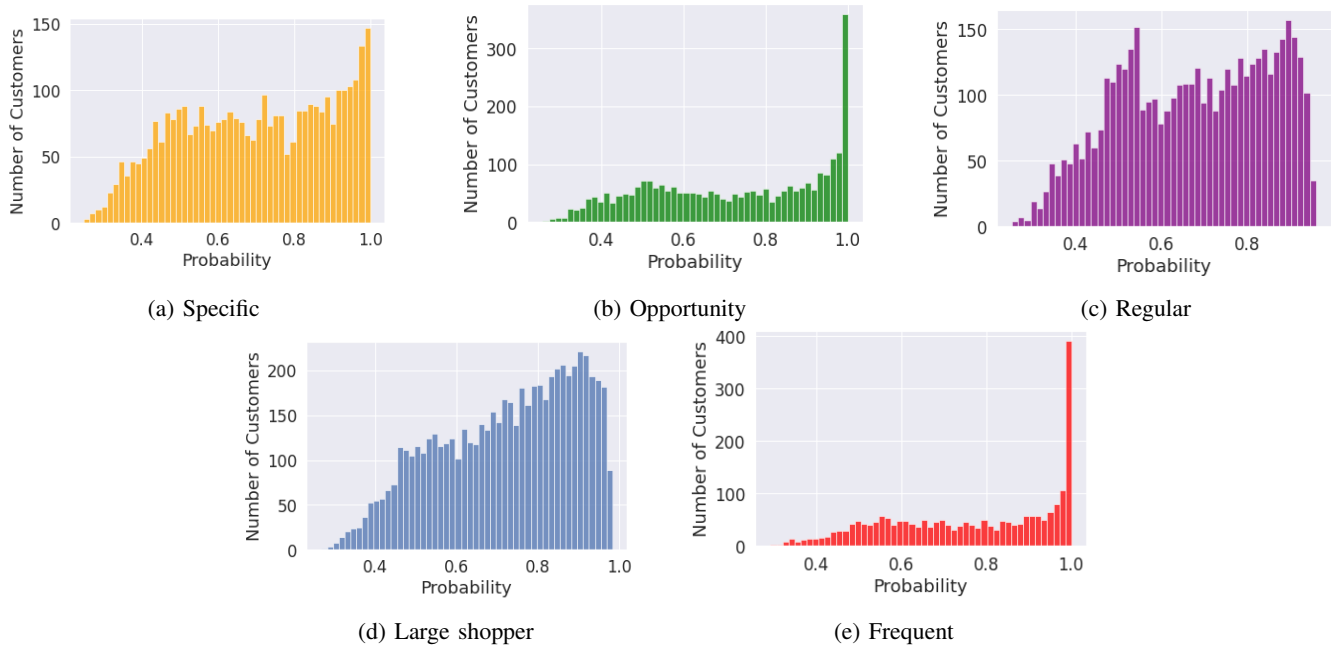 150
100
50
0
Number of Customers
0.4 0.6 0.8 1.0
Probability
(a) Specific
300
200
100
0
Number of Customers
0.4 0.6 0.8 1.0
Probability
(b) Opportunity
150
100
50
0
Number of Customers
0.4 0.6 0.8
Probability
(c) Regular
200
150
100
50
0
Number of Customers
0.4 0.6 0.8 1.0
Probability
(d) Large shopper
400
300
200
100
0
Number of Customers
0.4 0.6 0.8 1.0
Probability
(e) Frequent